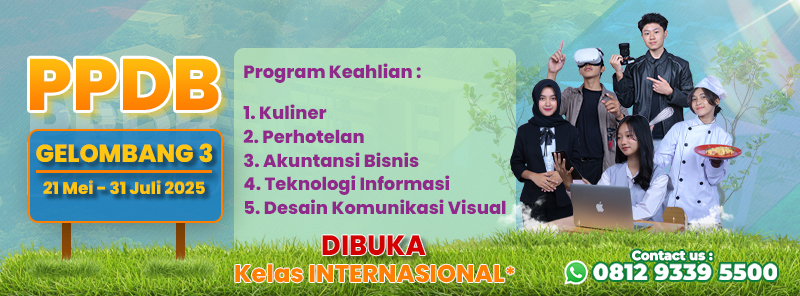 PPDB
GELOMBANG 3
21 Mei - 31 Juli 2025
Program Keahlian :
1. Kuliner
2. Perhotelan
3. Akuntansi Bisnis
4. Teknologi Informasi
5. Desain Komunikasi Visual
DIBUKA
Kelas INTERNASIONAL*
Contact us :
0812 9339 5500